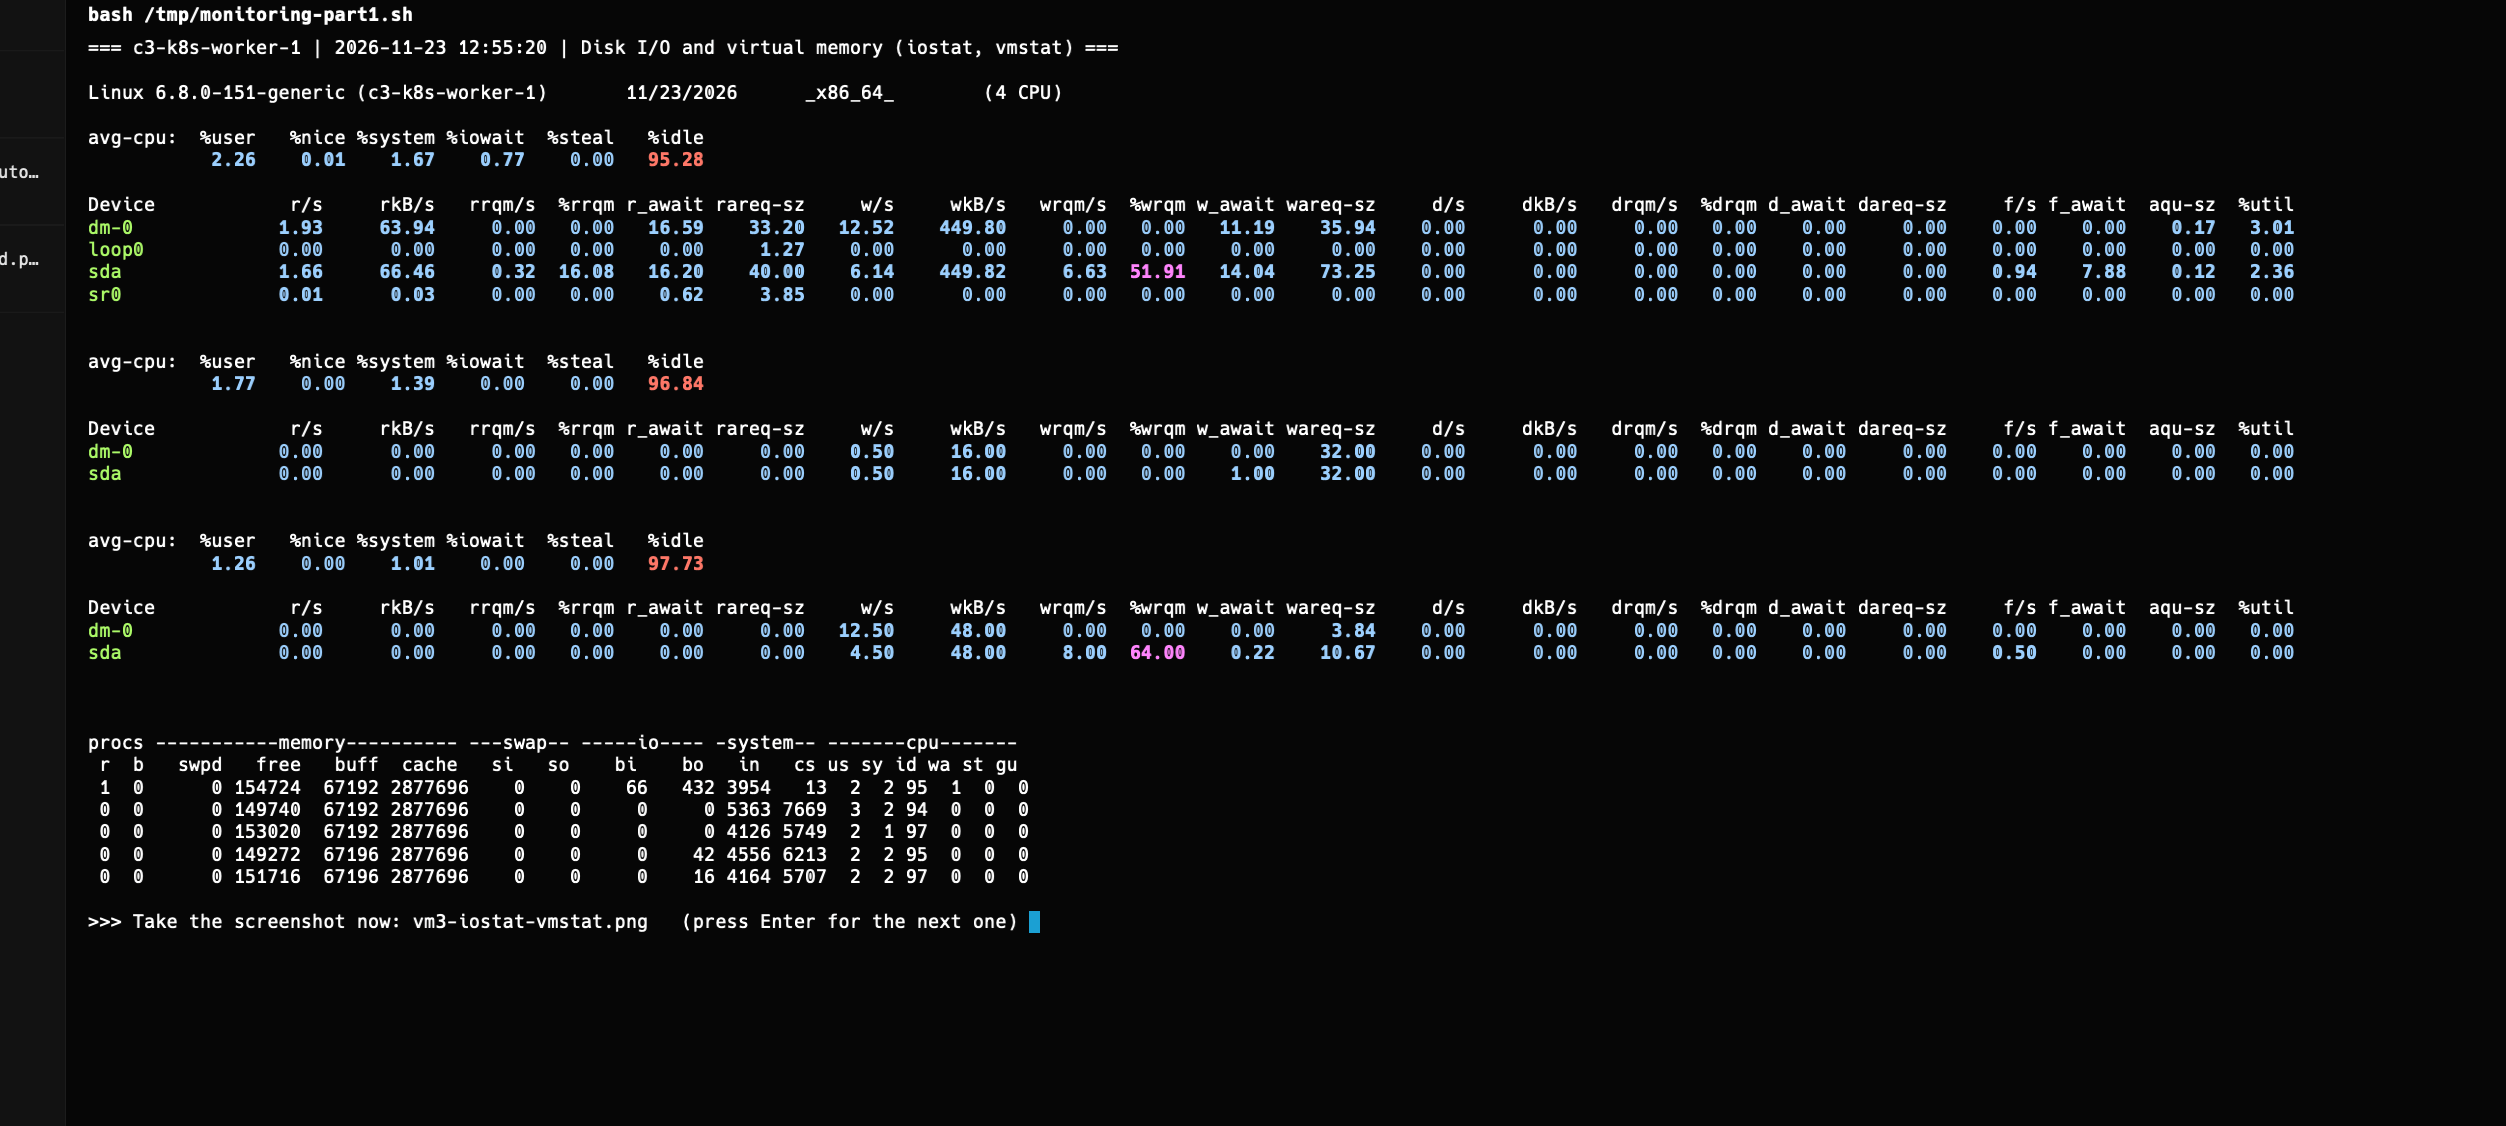 bash /tmp/monitoring-part1.sh
=== c3-k8s-worker-1 | 2026-11-23 12:55:20 | Disk I/O and virtual memory (iostat, vmstat) ===
Linux 6.8.0-151-generic (c3-k8s-worker-1) 11/23/2026 _x86_64_ (4 CPU)
avg-cpu: %user %nice %system %iowait %steal %idle
2.26 0.01 1.67 0.77 0.00 95.28
uto…
Device r/s rkB/s rrqm/s %rrqm r_await rareq-sz w/s wkB/s wrqm/s %wrqm w_await wareq-sz d/s dkB/s drqm/s %drqm d_await dareq-sz f/s f_await aqu-sz %util
dm-0 1.93 63.94 0.00 0.00 16.59 33.20 12.52 449.80 0.00 0.00 11.19 35.94 0.00 0.00 0.00 0.00 0.00 0.00 0.00 0.00 0.17 3.01
loop0 0.00 0.00 0.00 0.00 0.00 1.27 0.00 0.00 0.00 0.00 0.00 0.00 0.00 0.00 0.00 0.00 0.00 0.00 0.00 0.00 0.00 0.00
d.p…
sda 1.66 66.46 0.32 16.08 16.20 40.00 6.14 449.82 6.63 51.91 14.04 73.25 0.00 0.00 0.00 0.00 0.00 0.00 0.94 7.88 0.12 2.36
sr0 0.01 0.03 0.00 0.00 0.62 3.85 0.00 0.00 0.00 0.00 0.00 0.00 0.00 0.00 0.00 0.00 0.00 0.00 0.00 0.00 0.00 0.00
avg-cpu: %user %nice %system %iowait %steal %idle
1.77 0.00 1.39 0.00 0.00 96.84
Device r/s rkB/s rrqm/s %rrqm r_await rareq-sz w/s wkB/s wrqm/s %wrqm w_await wareq-sz d/s dkB/s drqm/s %drqm d_await dareq-sz f/s f_await aqu-sz %util
dm-0 0.00 0.00 0.00 0.00 0.00 0.00 0.50 16.00 0.00 0.00 0.00 32.00 0.00 0.00 0.00 0.00 0.00 0.00 0.00 0.00 0.00 0.00
sda 0.00 0.00 0.00 0.00 0.00 0.00 0.50 16.00 0.00 0.00 1.00 32.00 0.00 0.00 0.00 0.00 0.00 0.00 0.00 0.00 0.00 0.00
avg-cpu: %user %nice %system %iowait %steal %idle
1.26 0.00 1.01 0.00 0.00 97.73
Device r/s rkB/s rrqm/s %rrqm r_await rareq-sz w/s wkB/s wrqm/s %wrqm w_await wareq-sz d/s dkB/s drqm/s %drqm d_await dareq-sz f/s f_await aqu-sz %util
dm-0 0.00 0.00 0.00 0.00 0.00 0.00 12.50 48.00 0.00 0.00 0.00 3.84 0.00 0.00 0.00 0.00 0.00 0.00 0.00 0.00 0.00 0.00
sda 0.00 0.00 0.00 0.00 0.00 0.00 4.50 48.00 8.00 64.00 0.22 10.67 0.00 0.00 0.00 0.00 0.00 0.00 0.50 0.00 0.00 0.00
procs -----------memory---------- ---swap-- -----io---- -system-- -------cpu-------
r b swpd free buff cache si so bi bo in cs us sy id wa st gu
1 0 0 154724 67192 2877696 0 0 66 432 3954 13 2 2 95 1 0 0
0 0 0 149740 67192 2877696 0 0 0 0 5363 7669 3 2 94 0 0 0
0 0 0 153020 67192 2877696 0 0 0 0 4126 5749 2 1 97 0 0 0
0 0 0 149272 67196 2877696 0 0 0 42 4556 6213 2 2 95 0 0 0
0 0 0 151716 67196 2877696 0 0 0 16 4164 5707 2 2 97 0 0 0
>>> Take the screenshot now: vm3-iostat-vmstat.png (press Enter for the next one)